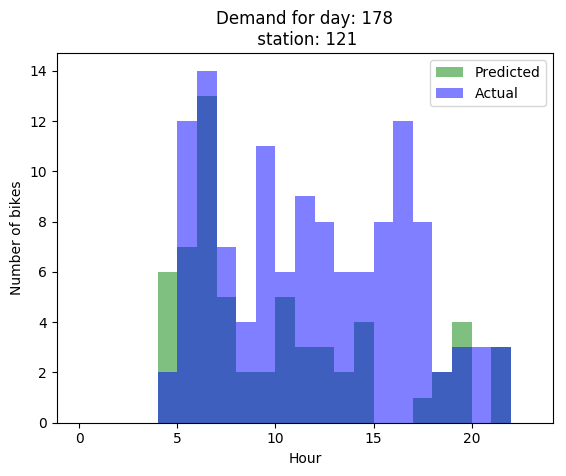 Demand for day: 178
station: 121
Predicted
Actual
Number of bikes
14
12
10
8
6
4
2
0
0
5
10
15
20
Hour